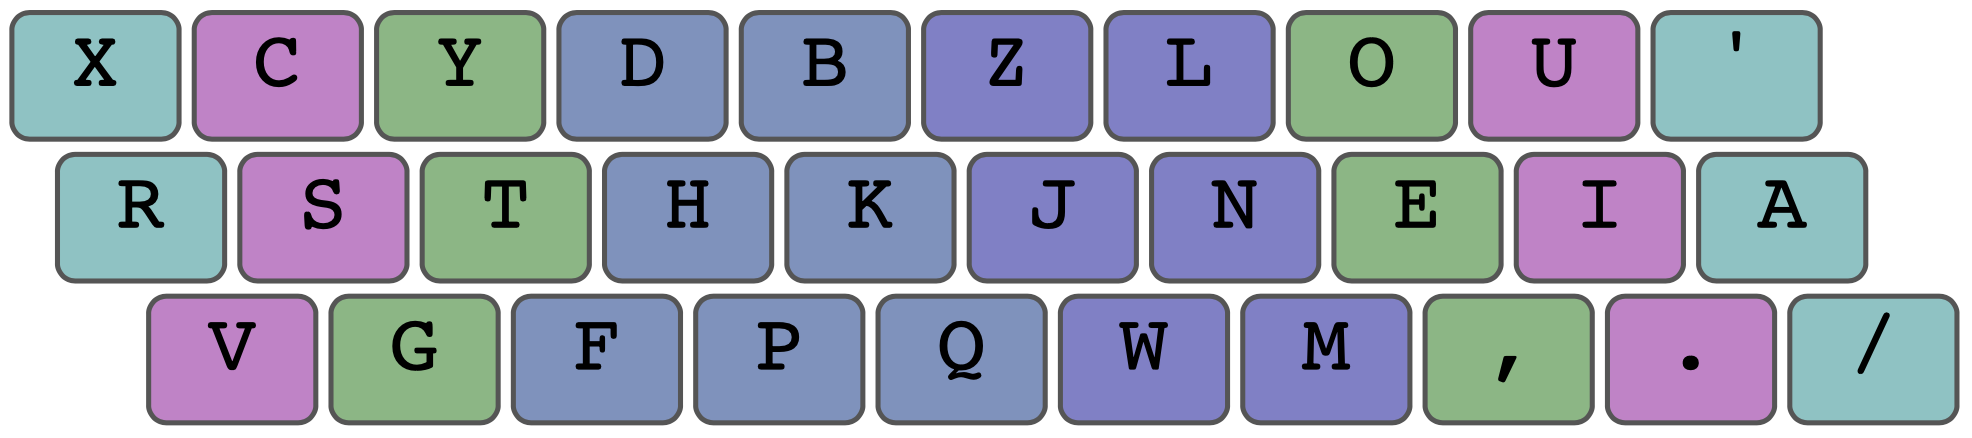 X C Y D B Z L O U '
R S T H K J N E I A
V G F P Q W M , . /